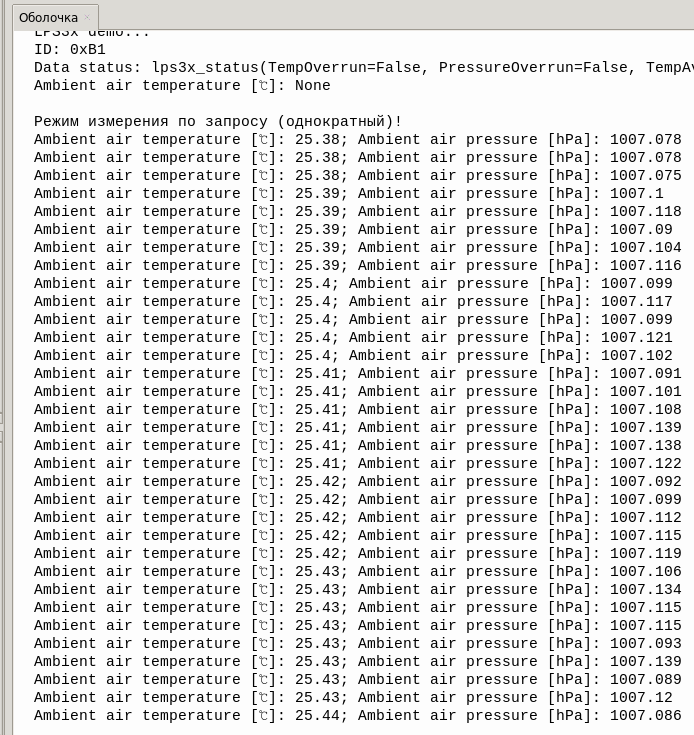 Оболочка ×
LPS3x demo...
ID: 0xB1
Data status: lps3x_status(TempOverrun=False, PressureOverrun=False, TempAv
Ambient air temperature [℃]: None
Режим измерения по запросу (однократный)!
Ambient air temperature [℃]: 25.38; Ambient air pressure [hPa]: 1007.078
Ambient air temperature [℃]: 25.38; Ambient air pressure [hPa]: 1007.078
Ambient air temperature [℃]: 25.38; Ambient air pressure [hPa]: 1007.075
Ambient air temperature [℃]: 25.39; Ambient air pressure [hPa]: 1007.1
Ambient air temperature [℃]: 25.39; Ambient air pressure [hPa]: 1007.118
Ambient air temperature [℃]: 25.39; Ambient air pressure [hPa]: 1007.09
Ambient air temperature [℃]: 25.39; Ambient air pressure [hPa]: 1007.104
Ambient air temperature [℃]: 25.39; Ambient air pressure [hPa]: 1007.116
Ambient air temperature [℃]: 25.4; Ambient air pressure [hPa]: 1007.099
Ambient air temperature [℃]: 25.4; Ambient air pressure [hPa]: 1007.117
Ambient air temperature [℃]: 25.4; Ambient air pressure [hPa]: 1007.099
Ambient air temperature [℃]: 25.4; Ambient air pressure [hPa]: 1007.121
Ambient air temperature [℃]: 25.4; Ambient air pressure [hPa]: 1007.102
Ambient air temperature [℃]: 25.41; Ambient air pressure [hPa]: 1007.091
Ambient air temperature [℃]: 25.41; Ambient air pressure [hPa]: 1007.101
Ambient air temperature [℃]: 25.41; Ambient air pressure [hPa]: 1007.108
Ambient air temperature [℃]: 25.41; Ambient air pressure [hPa]: 1007.139
Ambient air temperature [℃]: 25.41; Ambient air pressure [hPa]: 1007.138
Ambient air temperature [℃]: 25.41; Ambient air pressure [hPa]: 1007.122
Ambient air temperature [℃]: 25.42; Ambient air pressure [hPa]: 1007.092
Ambient air temperature [℃]: 25.42; Ambient air pressure [hPa]: 1007.099
Ambient air temperature [℃]: 25.42; Ambient air pressure [hPa]: 1007.112
Ambient air temperature [℃]: 25.42; Ambient air pressure [hPa]: 1007.115
Ambient air temperature [℃]: 25.42; Ambient air pressure [hPa]: 1007.119
Ambient air temperature [℃]: 25.43; Ambient air pressure [hPa]: 1007.106
Ambient air temperature [℃]: 25.43; Ambient air pressure [hPa]: 1007.134
Ambient air temperature [℃]: 25.43; Ambient air pressure [hPa]: 1007.115
Ambient air temperature [℃]: 25.43; Ambient air pressure [hPa]: 1007.115
Ambient air temperature [℃]: 25.43; Ambient air pressure [hPa]: 1007.093
Ambient air temperature [℃]: 25.43; Ambient air pressure [hPa]: 1007.139
Ambient air temperature [℃]: 25.43; Ambient air pressure [hPa]: 1007.089
Ambient air temperature [℃]: 25.43; Ambient air pressure [hPa]: 1007.12
Ambient air temperature [℃]: 25.44; Ambient air pressure [hPa]: 1007.086